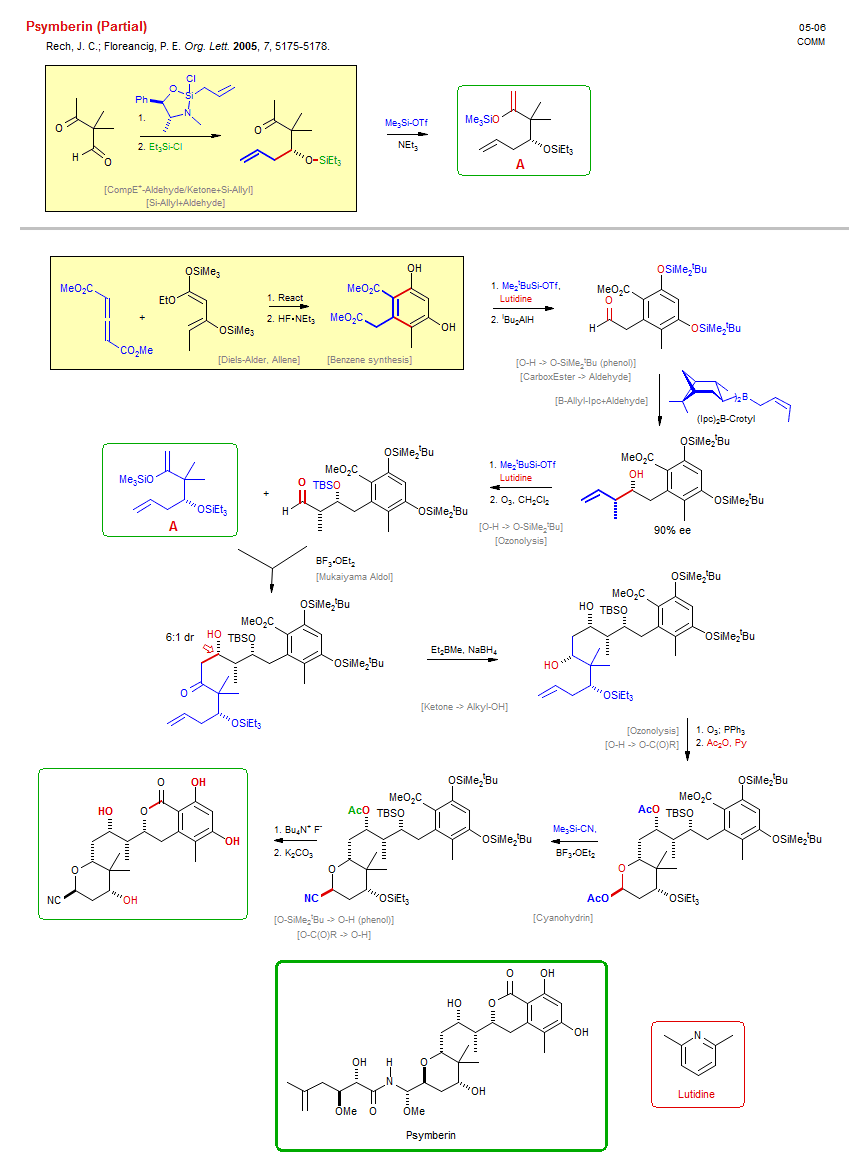 Psymberin (Partial)
05-06
Rech, J. C.; Floreancig, P. E. Org. Lett. 2005, 7, 5175-5178.
COMM
Cl
O
Si
Ph
N
1.
2. Et3Si-Cl
O
H
O
O
O-SiEt3
[CompE+-Aldehyde/Ketone+Si-Allyl]
[Si-Allyl+Aldehyde]
Me3Si-OTf
NEt3
Me3SiO
OSiEt3
A
MeO2C
CO2Me
+
OSiMe3
EtO
OSiMe3
1. React
2. HF•NEt3
OH
MeO2C
MeO2C
OH
[Diels-Alder, Allene]
[Benzene synthesis]
1. Me2tBuSi-OTf,
Lutidine
2. iBu2AlH
[O-H -> O-SiMe2tBu (phenol)]
[CarboxEster -> Aldehyde]
OSiMe2tBu
MeO2C
O
H
OSiMe2tBu
[B-Allyl-Ipc+Aldehyde]
)2B
(Ipc)2B-Crotyl
OSiMe2tBu
MeO2C
OH
OSiMe2tBu
90% ee
1. Me2tBuSi-OTf
Lutidine
2. O3, CH2Cl2
[O-H -> O-SiMe2tBu]
[Ozonolysis]
OSiMe2tBu
MeO2C
O
TBSO
H
OSiMe2tBu
+
Me3SiO
OSiEt3
A
BF3•OEt2
[Mukaiyama Aldol]
OSiMe2tBu
MeO2C
6:1 dr
HO
TBSO
OSiMe2tBu
O
OSiEt3
Et2BMe, NaBH4
[Ketone -> Alkyl-OH]
OSiMe2tBu
MeO2C
HO
TBSO
OSiMe2tBu
HO
OSiEt3
[Ozonolysis]
[O-H -> O-C(O)R]
1. O3; PPh3
2. Ac2O, Py
OSiMe2tBu
MeO2C
AcO
TBSO
OSiMe2tBu
O
AcO
OSiEt3
Me3Si-CN,
BF3•OEt2
[Cyanohydrin]
OSiMe2tBu
MeO2C
AcO
TBSO
OSiMe2tBu
O
NC
OSiEt3
1. Bu4N+ F-
2. K2CO3
[O-SiMe2tBu -> O-H (phenol)]
[O-C(O)R -> O-H]
O
OH
HO
O
OH
O
NC
OH
O
OH
HO
O
OH
OH
H
O
N
OMe
O
OMe
OH
Psymberin
N
Lutidine